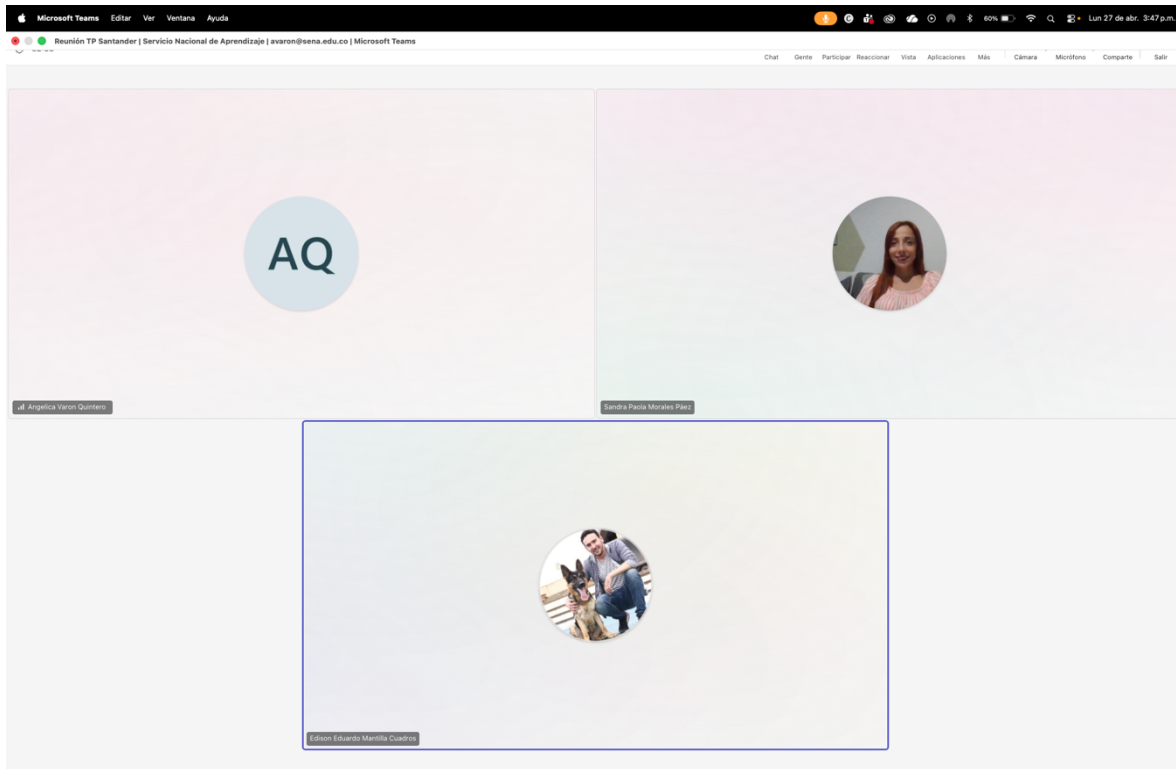 Microsoft Teams Editar Ver Ventana Ayuda 60% Lun 27 de abr. 3:47 p.m.
Reunión TP Santander | Servicio Nacional de Aprendizaje | avaron@sena.edu.co | Microsoft Teams
Chat Gente Participar Reaccionar Vista Aplicaciones Más Cámara Micrófono Comparte Salir
AQ
Angelica Varon Quintero
Sandra Paola Morales Páez
Edison Eduardo Mantilla Cuadros